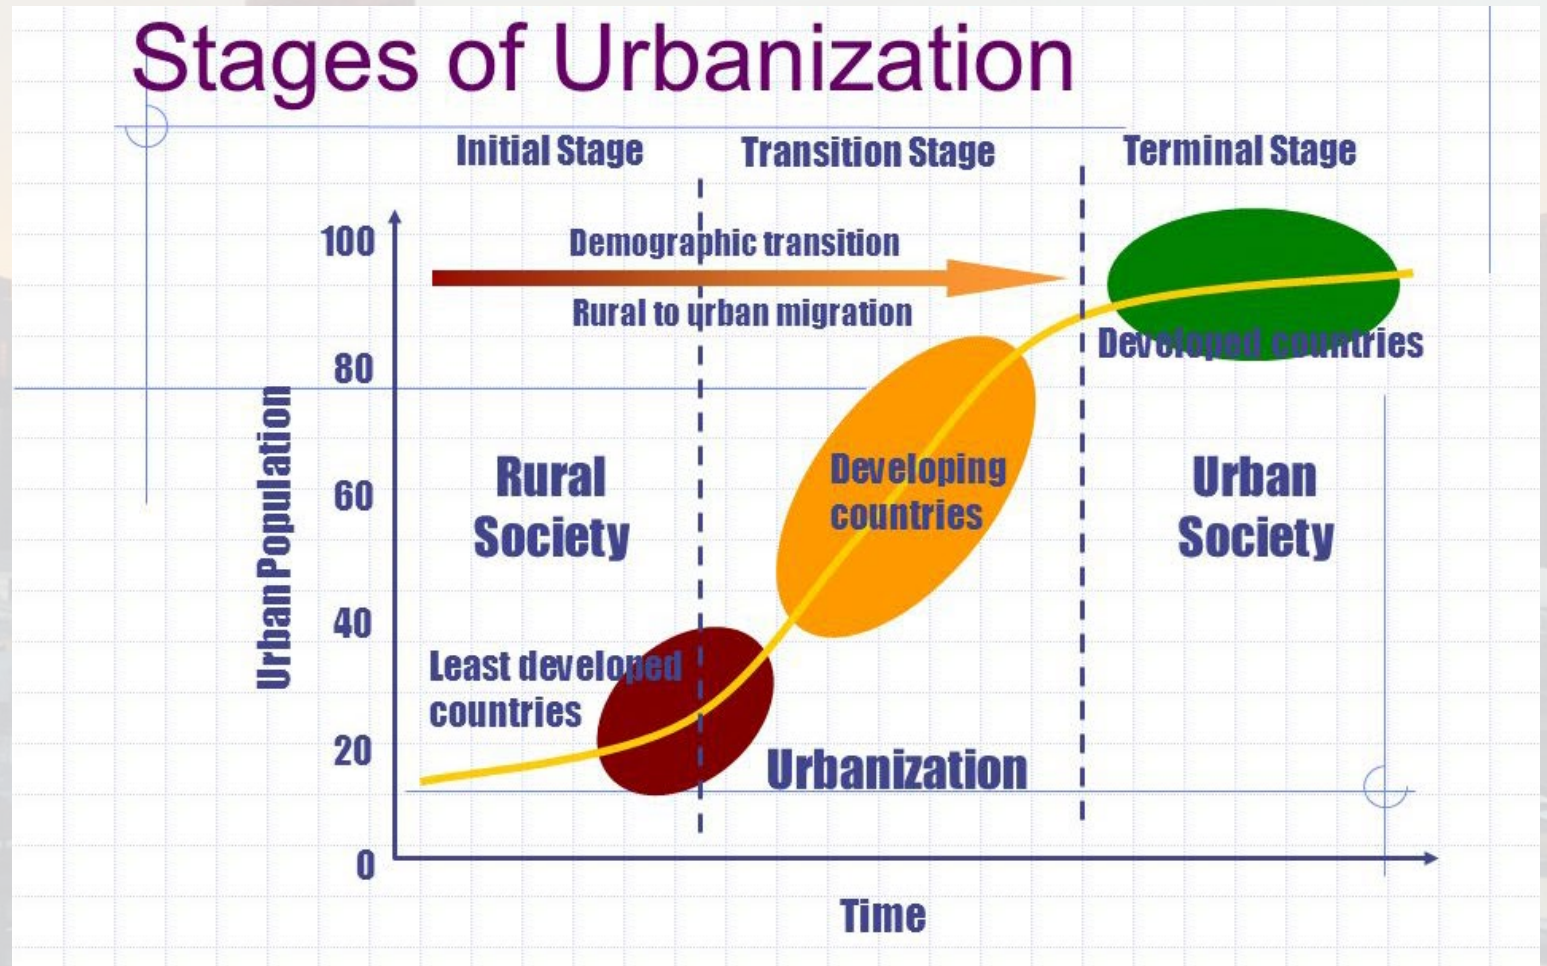 Stages of Urbanization
Initial Stage
Transition Stage
Terminal Stage
100
Demographic transition
Rural to urban migration
Developed countries
80
Urban Population
Rural
Society
Developing
countries
Urban
Society
60
40
Least developed
countries
20
Urbanization
0
Time